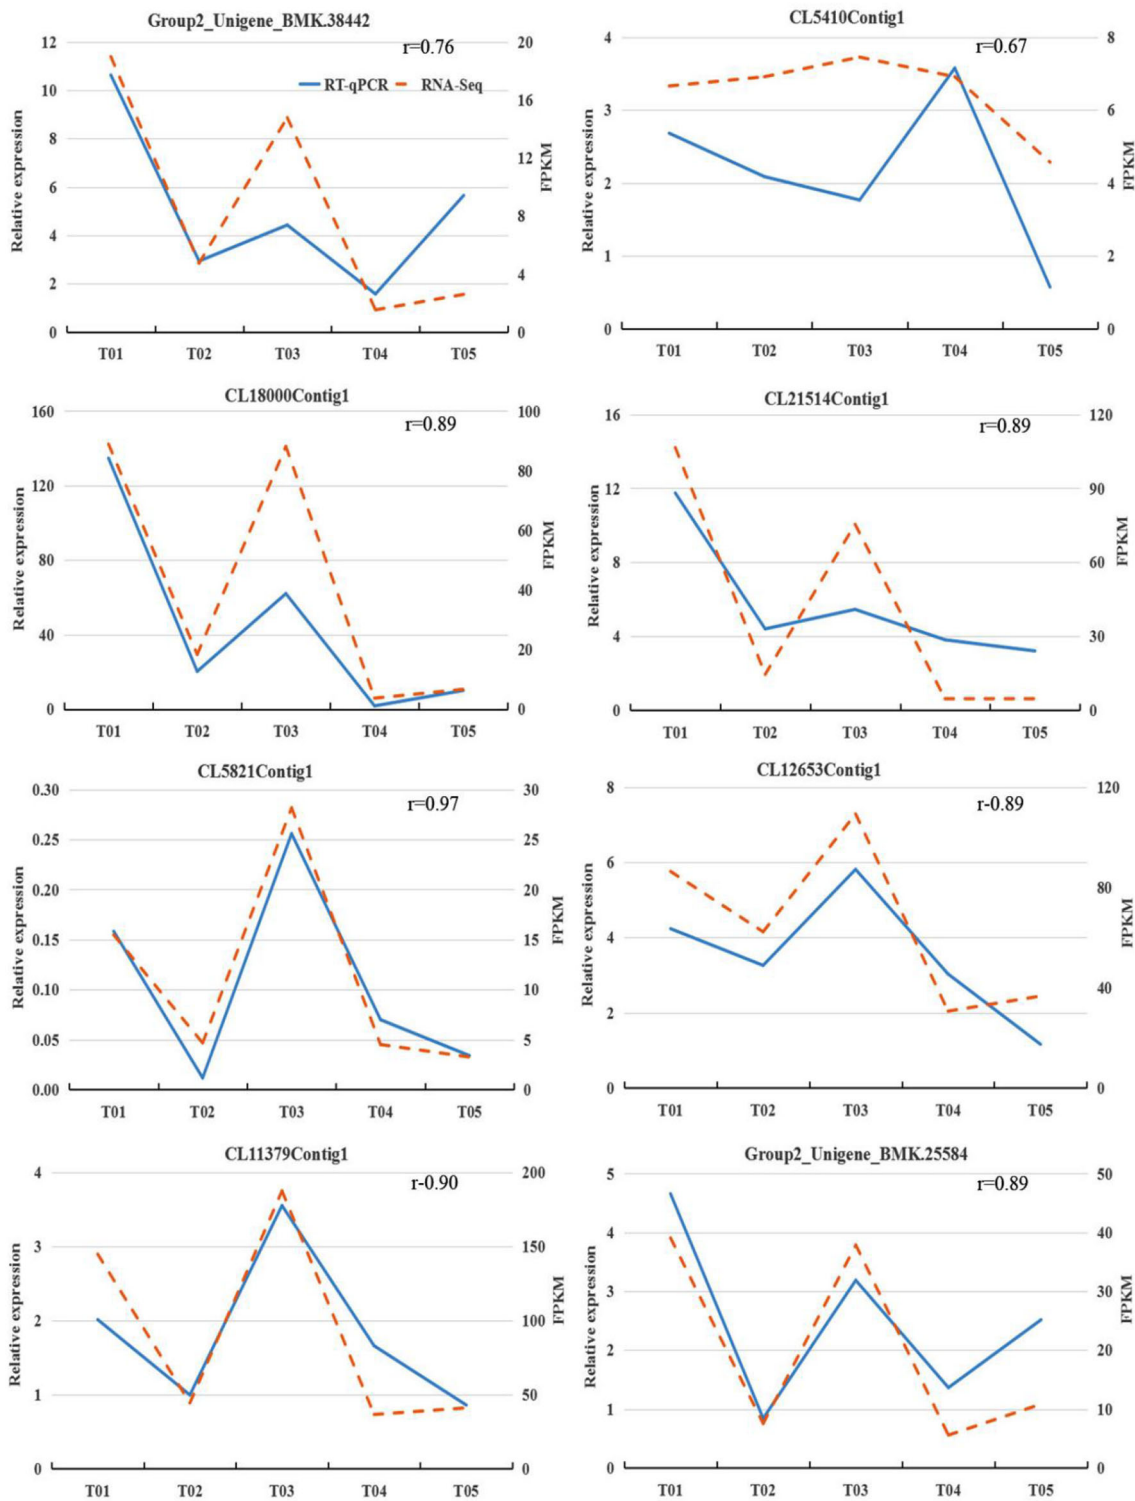 Group2_Unigene_BMK.38442
r=0.76
RT-qPCR RNA-Seq
12
10
8
6
4
2
0
20
16
12
8
4
0
Relative expression
FPKM
T01 T02 T03 T04 T05
CL5410Contig1
r=0.67
4
3
2
1
0
8
6
4
2
0
Relative expression
FPKM
T01 T02 T03 T04 T05
CL18000Contig1
r=0.89
160
120
80
40
0
100
80
60
40
20
0
Relative expression
FPKM
T01 T02 T03 T04 T05
CL21514Contig1
r=0.89
16
12
8
4
0
120
90
60
30
0
Relative expression
FPKM
T01 T02 T03 T04 T05
CL5821Contig1
r=0.97
0.30
0.25
0.20
0.15
0.10
0.05
0.00
30
25
20
15
10
5
0
Relative expression
FPKM
T01 T02 T03 T04 T05
CL12653Contig1
r-0.89
8
6
4
2
0
120
80
40
0
Relative expression
FPKM
T01 T02 T03 T04 T05
CL11379Contig1
r-0.90
4
3
2
1
0
200
150
100
50
0
Relative expression
FPKM
T01 T02 T03 T04 T05
Group2_Unigene_BMK.25584
r=0.89
5
4
3
2
1
0
50
40
30
20
10
0
Relative expression
FPKM
T01 T02 T03 T04 T05